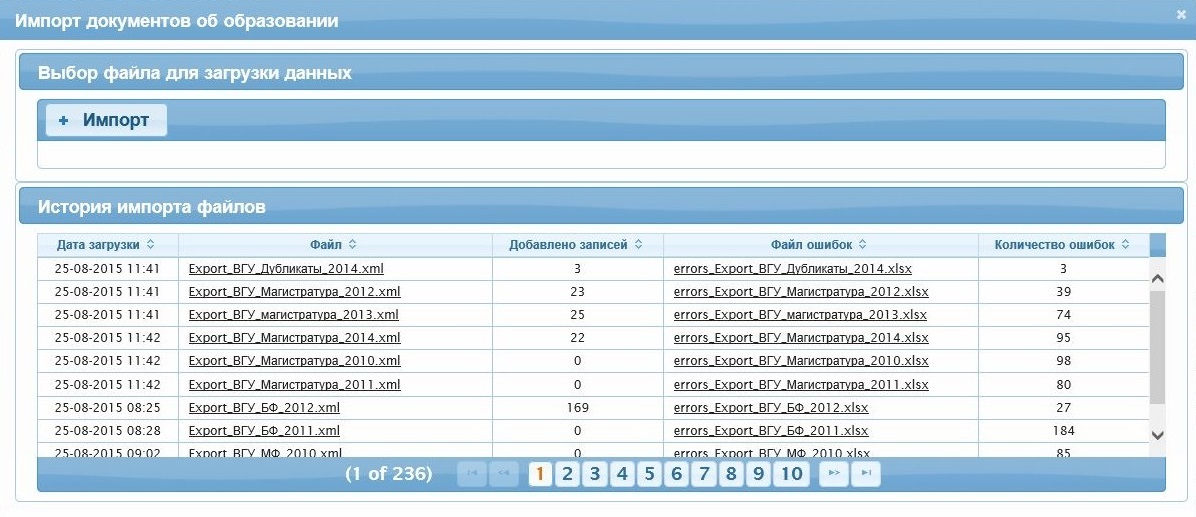 Импорт документов об образовании
Выбор файла для загрузки данных
+ Импорт
История импорта файлов
Дата загрузки Файл Добавлено записей Файл ошибок Количество ошибок
25-08-2015 11:41 Export_ВГУ_Дубликаты_2014.xml 3 errors_Export_ВГУ_Дубликаты_2014.xlsx 3
25-08-2015 11:41 Export_ВГУ_Магистратура_2012.xml 23 errors_Export_ВГУ_Магистратура_2012.xlsx 39
25-08-2015 11:41 Export_ВГУ_магистратура_2013.xml 25 errors_Export_ВГУ_магистратура_2013.xlsx 74
25-08-2015 11:42 Export_ВГУ_Магистратура_2014.xml 22 errors_Export_ВГУ_Магистратура_2014.xlsx 95
25-08-2015 11:42 Export_ВГУ_Магистратура_2010.xml 0 errors_Export_ВГУ_Магистратура_2010.xlsx 98
25-08-2015 11:42 Export_ВГУ_Магистратура_2011.xml 0 errors_Export_ВГУ_Магистратура_2011.xlsx 80
25-08-2015 08:25 Export_ВГУ_БФ_2012.xml 169 errors_Export_ВГУ_БФ_2012.xlsx 27
25-08-2015 08:28 Export_ВГУ_БФ_2011.xml 0 errors_Export_ВГУ_БФ_2011.xlsx 184
25-08-2015 09:02 Export_ВГУ_МФ_2010.xml 0 errors_Export_ВГУ_МФ_2010.xlsx 85
(1 of 236) 1 2 3 4 5 6 7 8 9 10